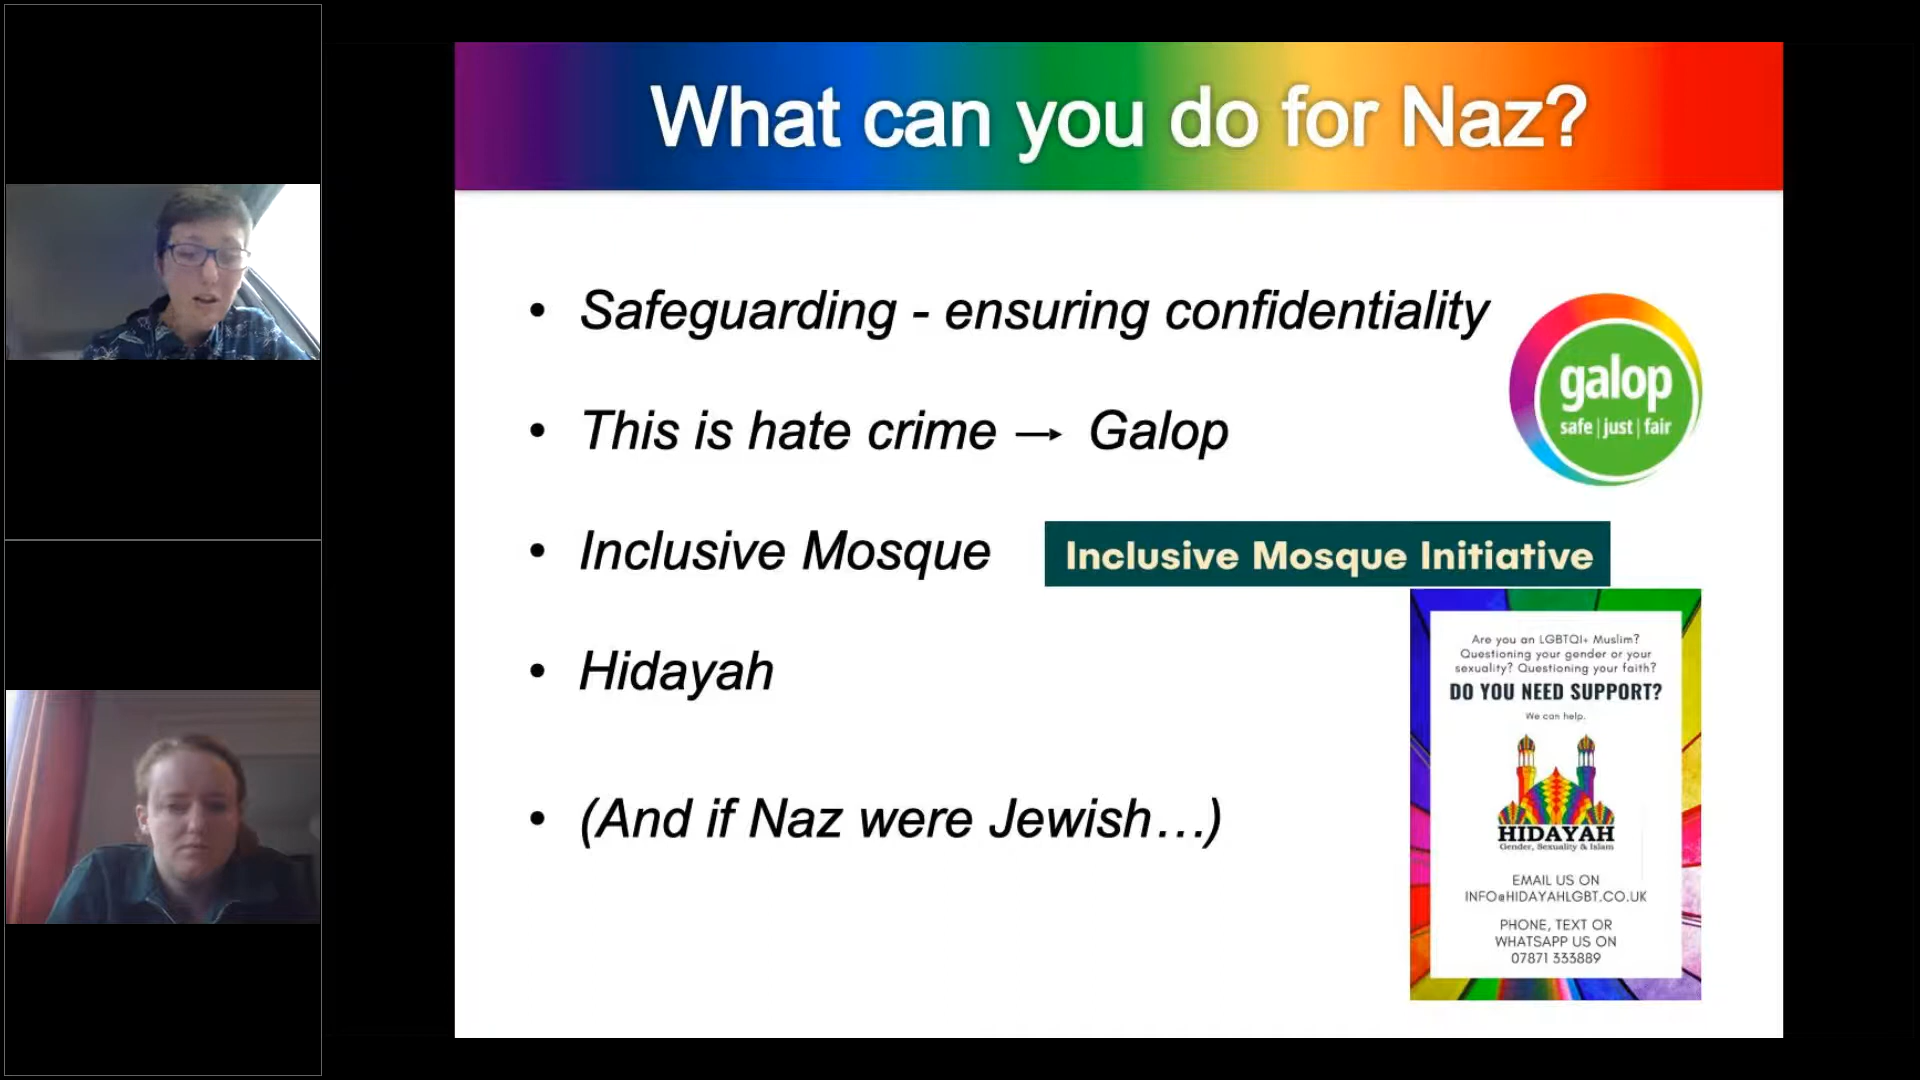 What can you do for Naz?
• Safeguarding - ensuring confidentiality
galop
safe | just | fair
• This is hate crime → Galop
• Inclusive Mosque
Inclusive Mosque Initiative
• Hidayah
Are you an LGBTQI+ Muslim?
Questioning your gender or your
sexuality? Questioning your faith?
DO YOU NEED SUPPORT?
We can help.
HIDAYAH
Gender, Sexuality & Islam
EMAIL US ON
INFO@HIDAYAHLGBT.CO.UK
PHONE, TEXT OR
WHATSAPP US ON
07871 333889
• (And if Naz were Jewish…)